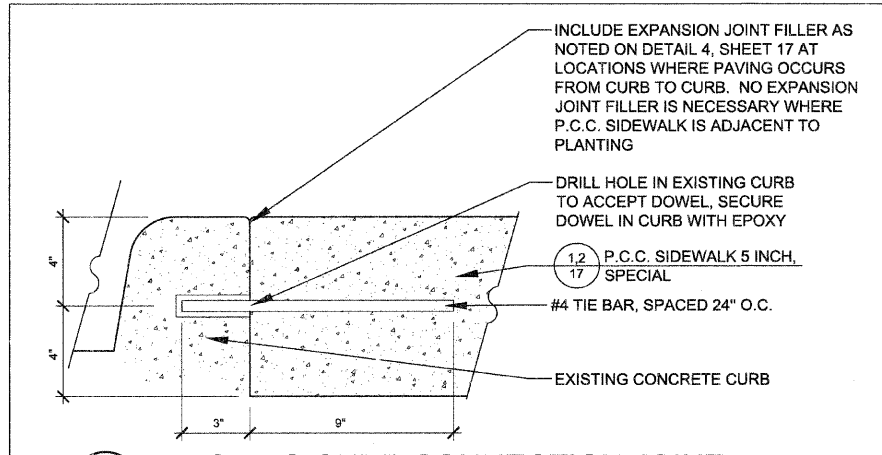 INCLUDE EXPANSION JOINT FILLER AS
NOTED ON DETAIL 4, SHEET 17 AT
LOCATIONS WHERE PAVING OCCURS
FROM CURB TO CURB. NO EXPANSION
JOINT FILLER IS NECESSARY WHERE
P.C.C. SIDEWALK IS ADJACENT TO
PLANTING
DRILL HOLE IN EXISTING CURB
TO ACCEPT DOWEL, SECURE
DOWEL IN CURB WITH EPOXY
1,2
17
P.C.C. SIDEWALK 5 INCH,
SPECIAL
#4 TIE BAR, SPACED 24" O.C.
EXISTING CONCRETE CURB
4"
4"
3"
9"